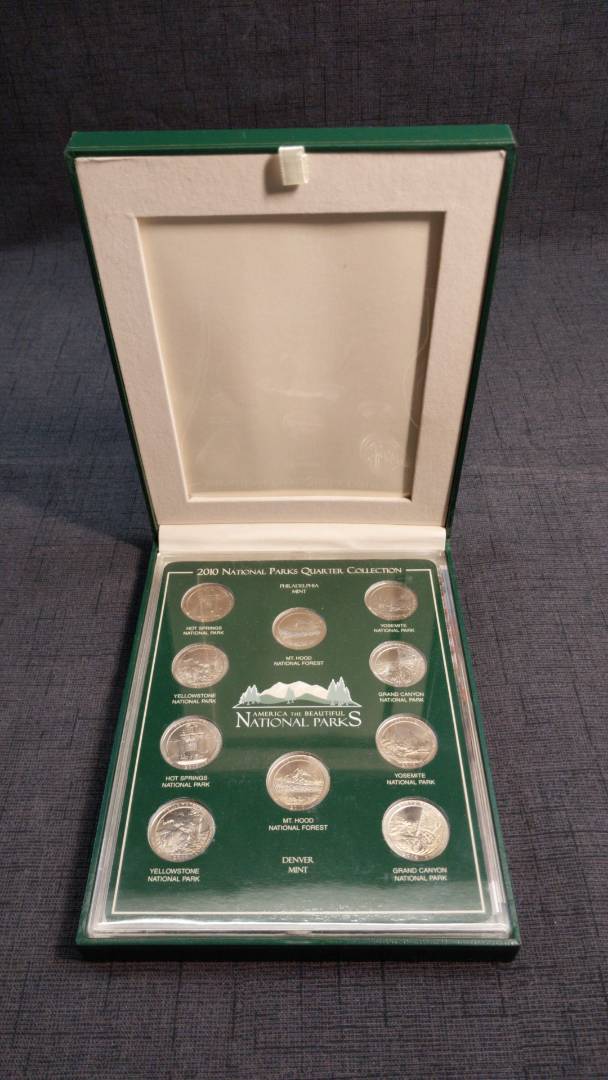 2010 NATIONAL PARKS QUARTER COLLECTION
PHILADELPHIA
MINT
HOT SPRINGS
NATIONAL PARK
YOSEMITE
NATIONAL PARK
MT. HOOD
NATIONAL FOREST
YELLOWSTONE
NATIONAL PARK
GRAND CANYON
NATIONAL PARK
AMERICA THE BEAUTIFUL
NATIONAL PARKS
HOT SPRINGS
NATIONAL PARK
YOSEMITE
NATIONAL PARK
MT. HOOD
NATIONAL FOREST
YELLOWSTONE
NATIONAL PARK
DENVER
MINT
GRAND CANYON
NATIONAL PARK